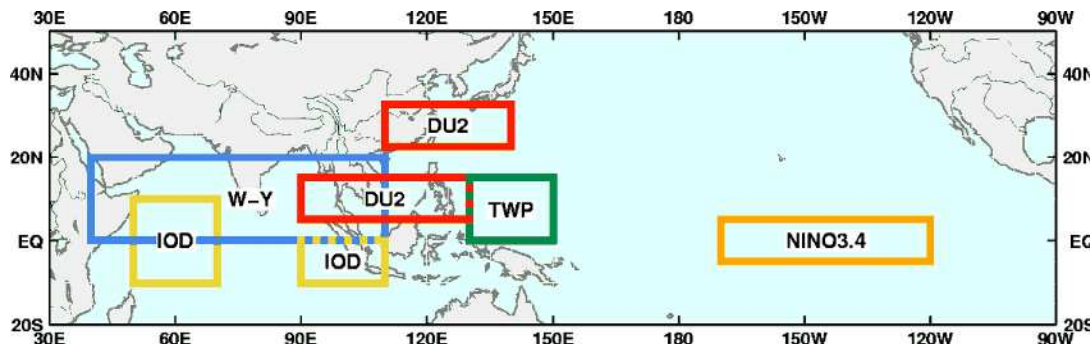 30E 60E 90E 120E 150E 180 150W 120W 90W
40N 40N
DU2
20N 20N
W-Y DU2 TWP
EQ IOD NINO3.4 EQ
IOD
20S 20S
30E 60E 90E 120E 150E 180 150W 120W 90W